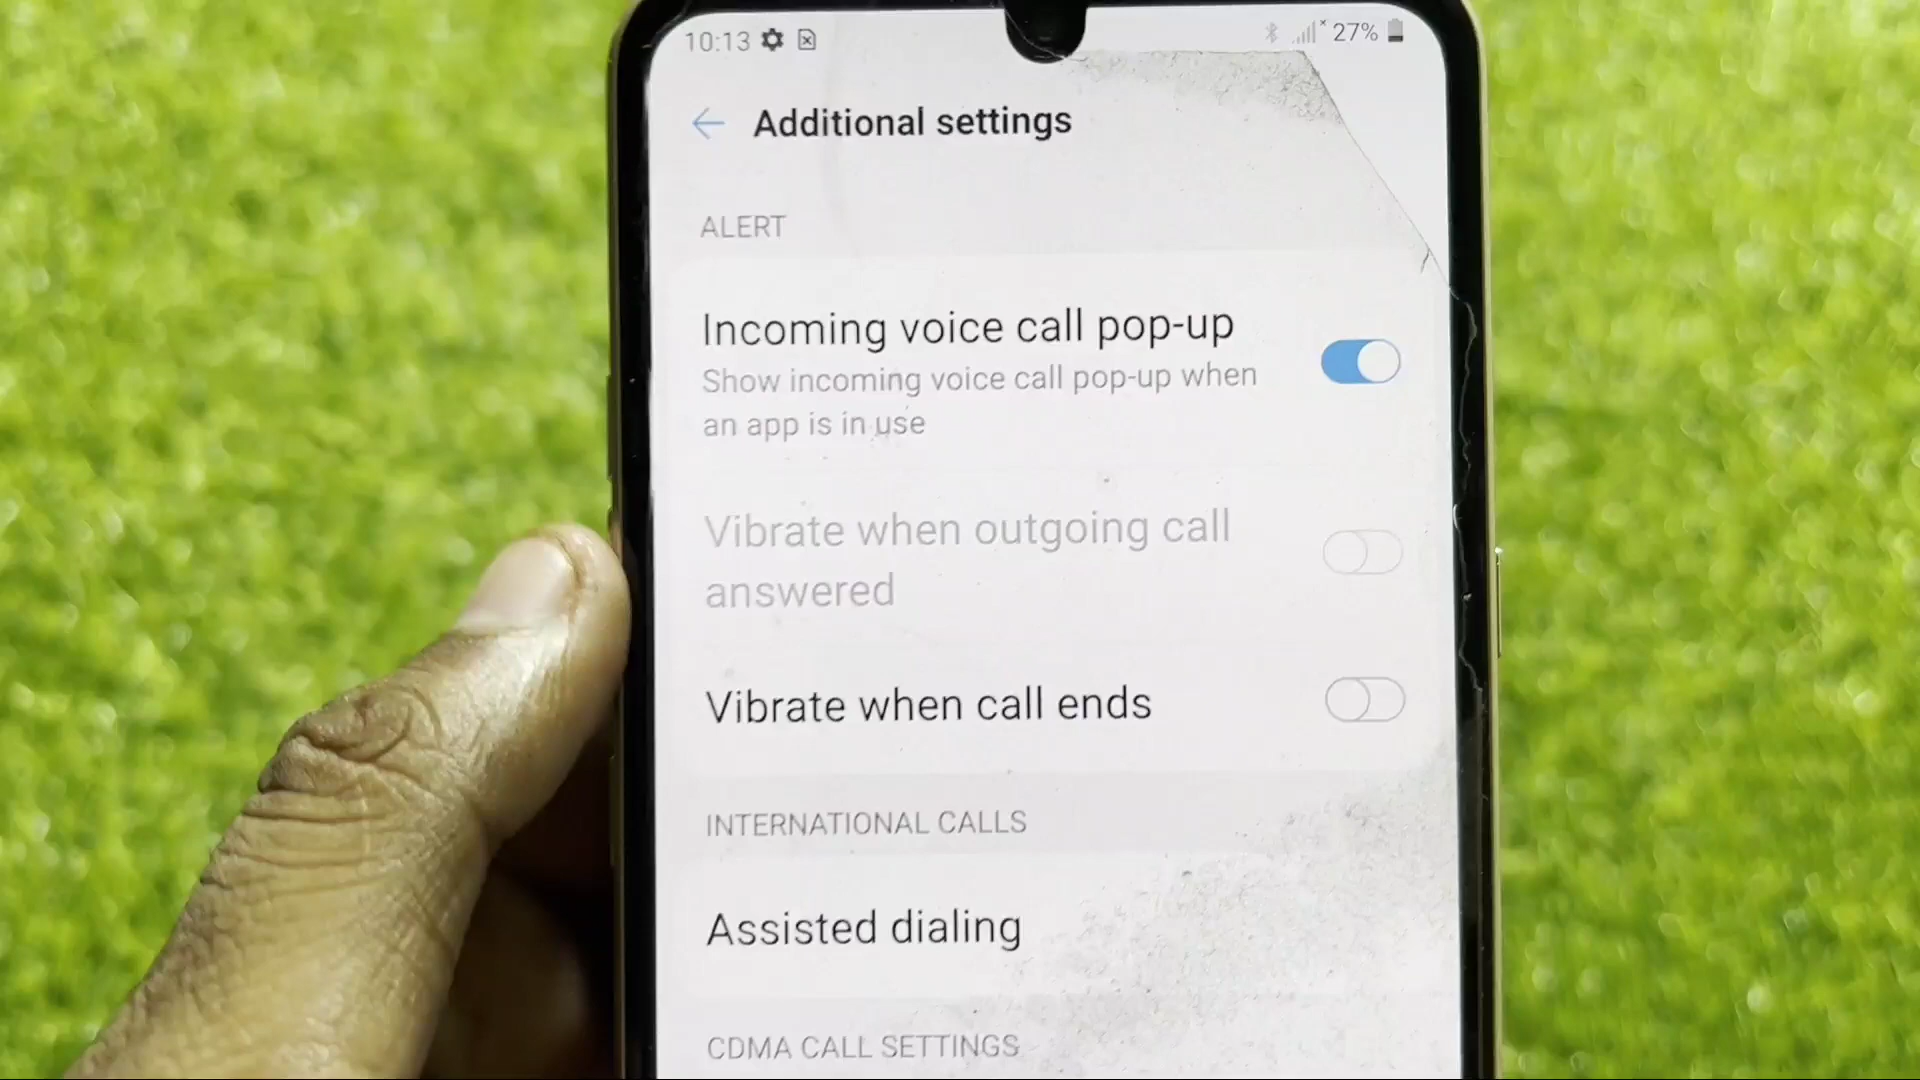 10:13 27%
Additional settings
ALERT
Incoming voice call pop-up
Show incoming voice call pop-up when
an app is in use
Vibrate when outgoing call
answered
Vibrate when call ends
INTERNATIONAL CALLS
Assisted dialing
CDMA CALL SETTINGS